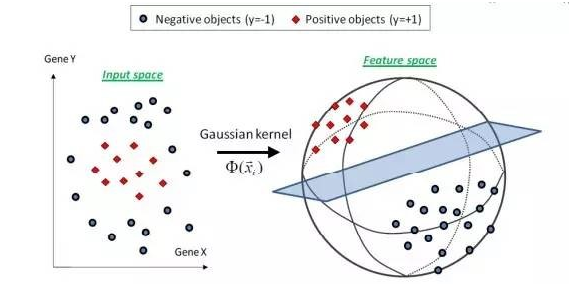 Negative objects (y=-1) Positive objects (y=+1)
Gene Y
Input space
Feature space
Gaussian kernel
Φ(x⃗ᵢ)
Gene X